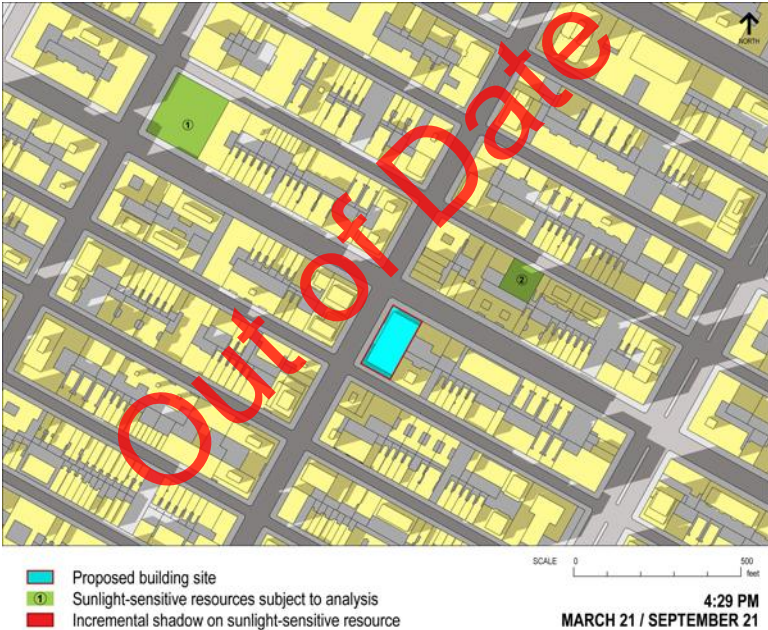 NORTH
①
②
Out of Date
SCALE 0 500
feet
Proposed building site
① Sunlight-sensitive resources subject to analysis
Incremental shadow on sunlight-sensitive resource
4:29 PM
MARCH 21 / SEPTEMBER 21